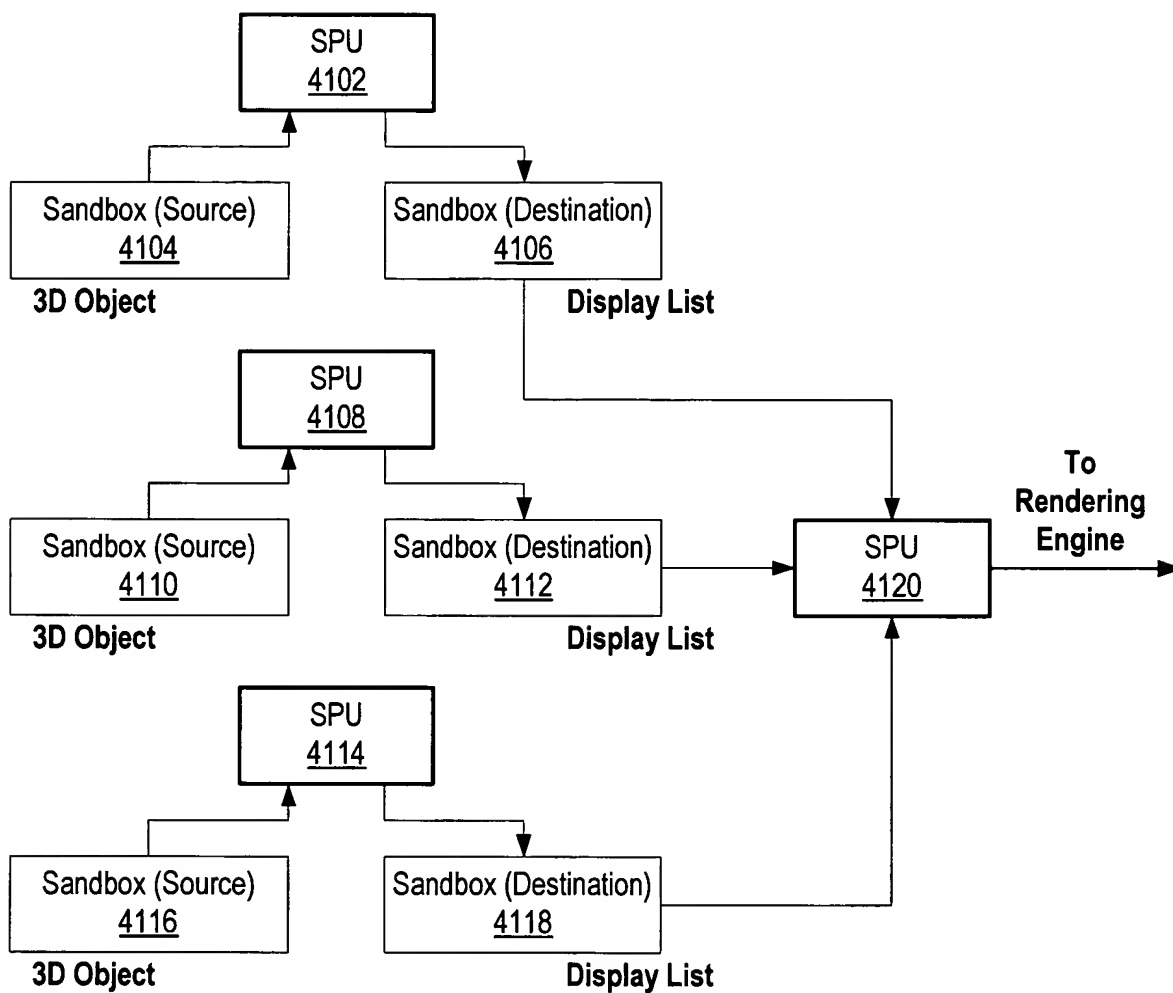 SPU
4102
Sandbox (Source)
4104
3D Object
Sandbox (Destination)
4106
Display List
SPU
4108
Sandbox (Source)
4110
3D Object
Sandbox (Destination)
4112
Display List
SPU
4114
Sandbox (Source)
4116
3D Object
Sandbox (Destination)
4118
Display List
SPU
4120
To
Rendering
Engine